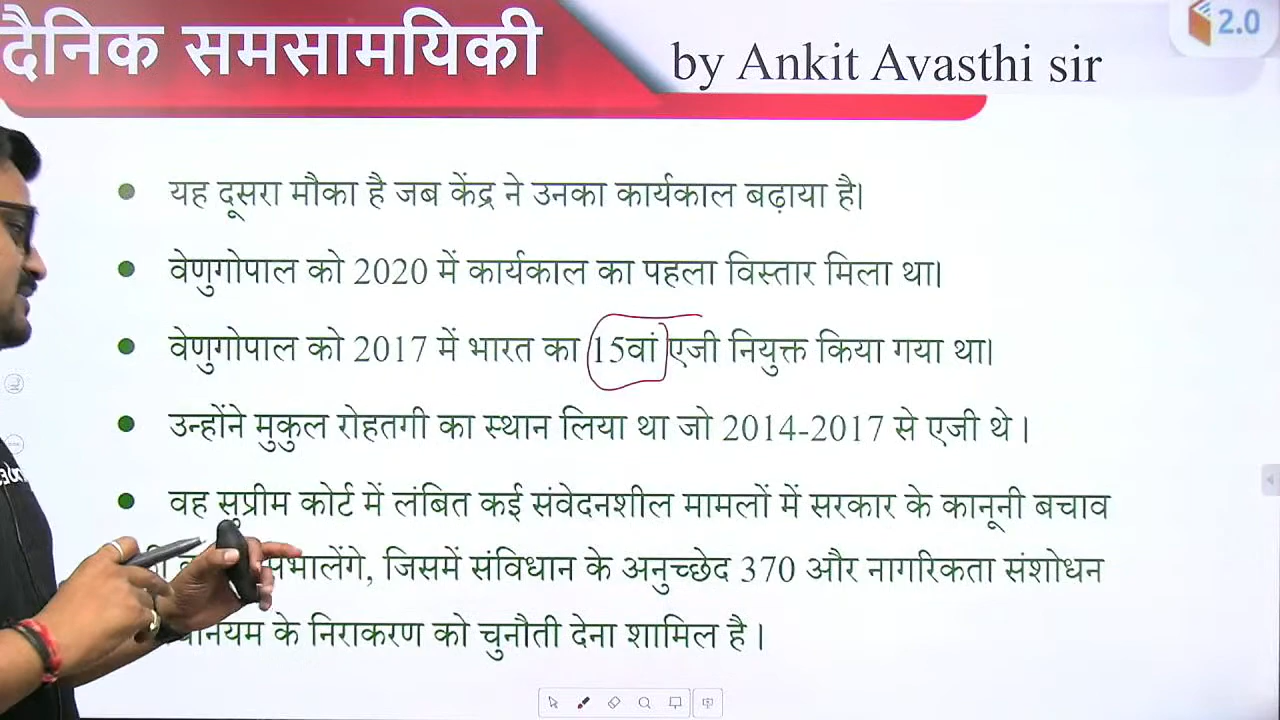 दैनिक समसामयिकी
by Ankit Avasthi sir
2.0
यह दूसरा मौका है जब केंद्र ने उनका कार्यकाल बढ़ाया है।
वेणुगोपाल को 2020 में कार्यकाल का पहला विस्तार मिला था।
वेणुगोपाल को 2017 में भारत का 15वां एजी नियुक्त किया गया था।
उन्होंने मुकुल रोहतगी का स्थान लिया था जो 2014-2017 से एजी थे ।
वह सुप्रीम कोर्ट में लंबित कई संवेदनशील मामलों में सरकार के कानूनी बचाव
जिसमें संविधान के अनुच्छेद 370 और नागरिकता संशोधन
के निराकरण को चुनौती देना शामिल है ।